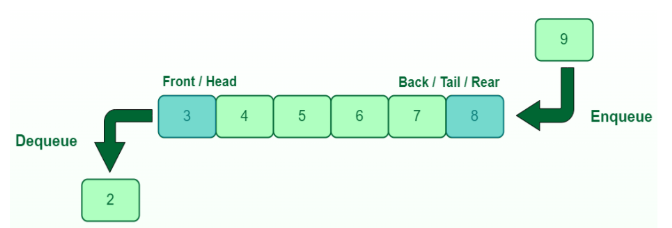 9
Front / Head
Back / Tail / Rear
3 4 5 6 7 8
Enqueue
Dequeue
2